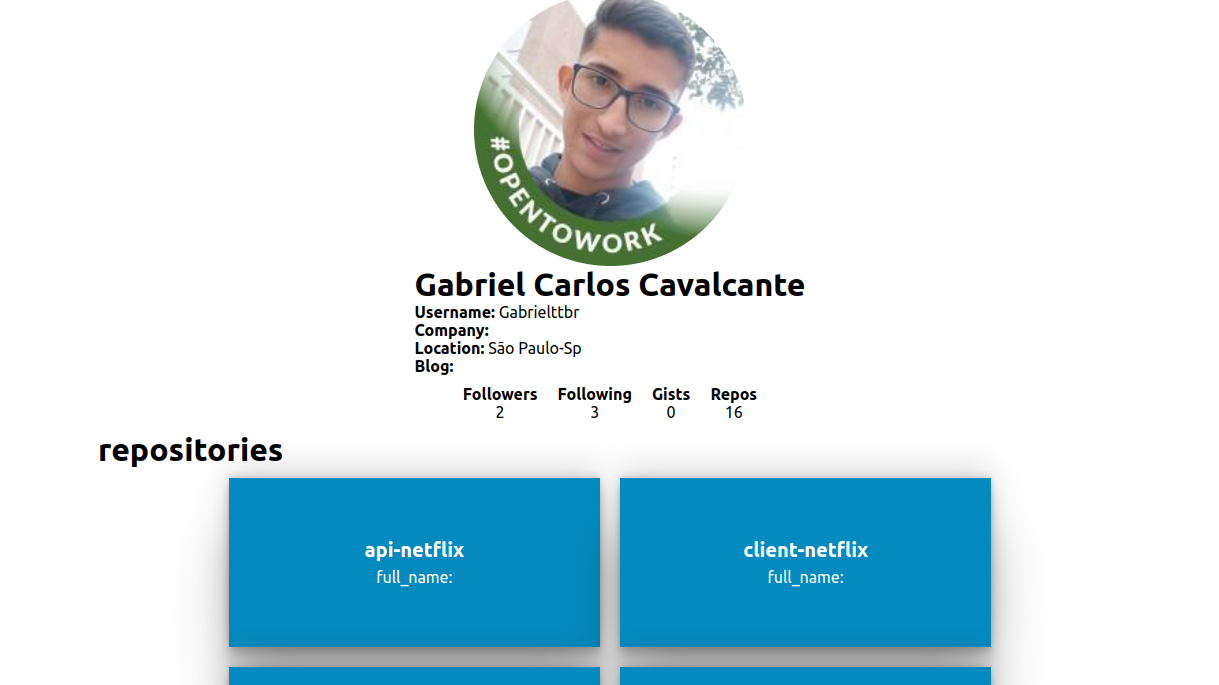 #OPENTOWORK
Gabriel Carlos Cavalcante
Username: Gabrielttbr
Company:
Location: São Paulo-Sp
Blog:
Followers Following Gists Repos
2 3 0 16
repositories
api-netflix client-netflix
full_name: full_name: